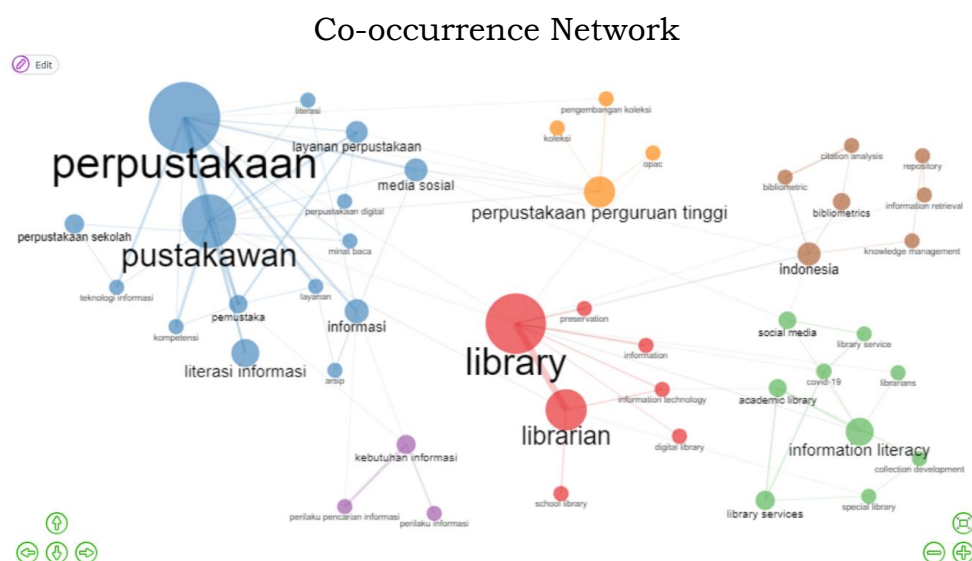 Co-occurrence Network
Edit
literasi
pengembangan koleksi
layanan perpustakaan
koleksi
perpustakaan
media sosial
opac
citation analysis
repository
bibliometric
perpustakaan digital
perpustakaan perguruan tinggi
bibliometrics
information retrieval
perpustakaan sekolah
pustakawan
minat baca
knowledge management
indonesia
teknologi informasi
layanan
pemustaka
informasi
preservation
social media
kompetensi
library service
library
information
literasi informasi
arsip
covid-19
librarians
information technology
academic library
librarian
digital library
information literacy
kebutuhan informasi
collection development
school library
special library
perilaku pencarian informasi
perilaku informasi
library services